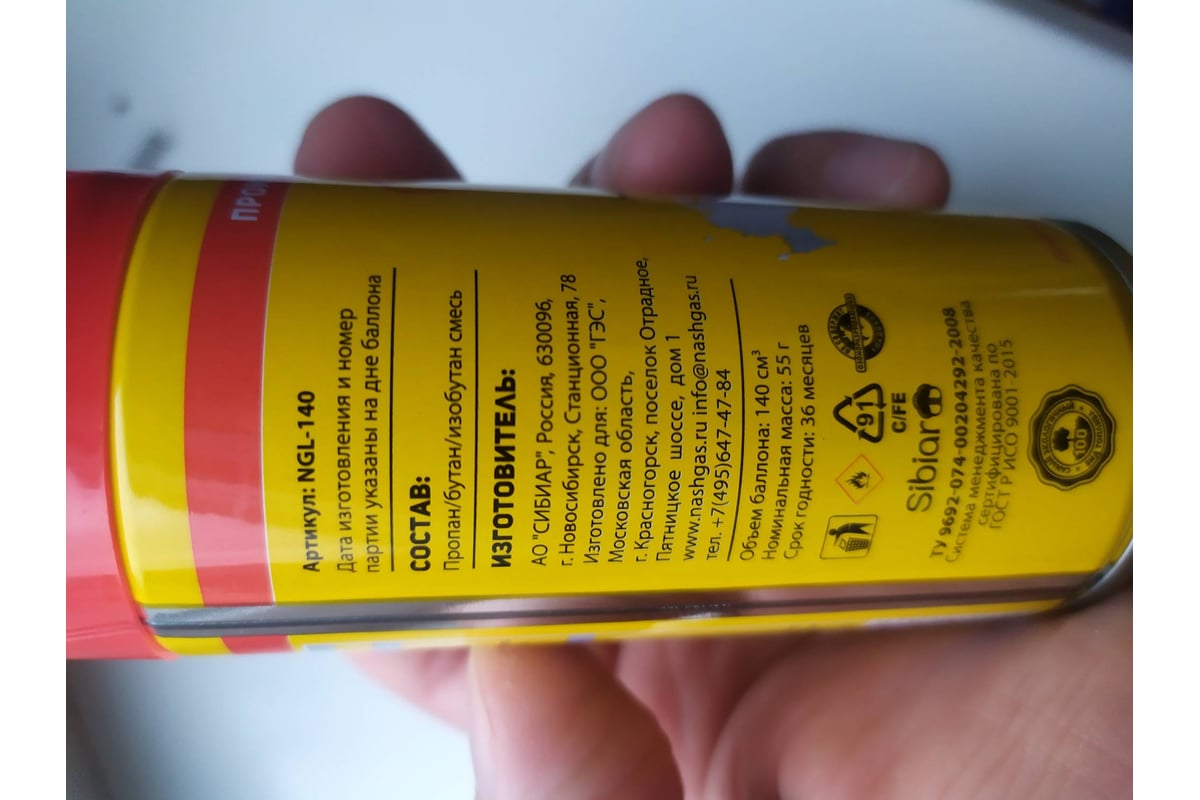 Артикул: NGL-140
Дата изготовления и номер
партии указаны на дне баллона
СОСТАВ:
Пропан/бутан/изобутан смесь
ИЗГОТОВИТЕЛЬ:
АО "СИБИАР", Россия, 630096,
г. Новосибирск, Станционная, 78
Изготовлено для: ООО "ГЭС",
Московская область,
г. Красногорск, поселок Отрадное,
Пятницкое шоссе, дом 1
www.nashgas.ru info@nashgas.ru
тел. +7(495)647-47-84
Объем баллона: 140 см³
Номинальная масса: 55 г
Срок годности: 36 месяцев
91
C/FE
Sibiar
ТУ 9692-074-00204292-2008
Система менеджмента качества
сертифицирована по
ГОСТ Р ИСО 9001-2015